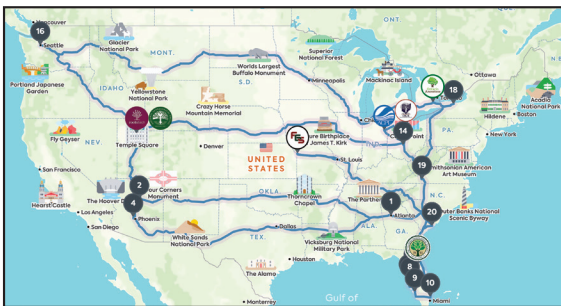 Vancouver
16
Seattle
Glacier
National Park
MONT.
ONT
Superior
National Forest
Worlds Largest
Buffalo Monument
Minneapolis
Mackinac Island
Ottawa
18
Portland Japanese
Garden
IDAHO
Yellowstone
National Park
S.D.
Crazy Horse
Mountain Memorial
Acadia
National Park
Hildene
Boston
New York
PA.
Fly Geyser
NEV.
Temple Square
Denver
FGS
ure Birthplace
James T. Kirk
14
Point
UNITED
STATES
St. Louis
19
Smithsonian American
Art Museum
San Francisco
Hearst Castle
The Hoover D
Los Angeles
San Diego
2
4
Phoenix
our Corners
Monument
OKLA.
Thorncrown
Chapel
The Parthen
1
Atlanta
N.C.
20
uter Banks National
Scenic Byway
White Sands
National Park
TEX.
Dallas
Vicksburg National
Military Park
ALA.
GA.
Houston
The Alamo
Monterrey
Gulf of
8
9
10
Miami